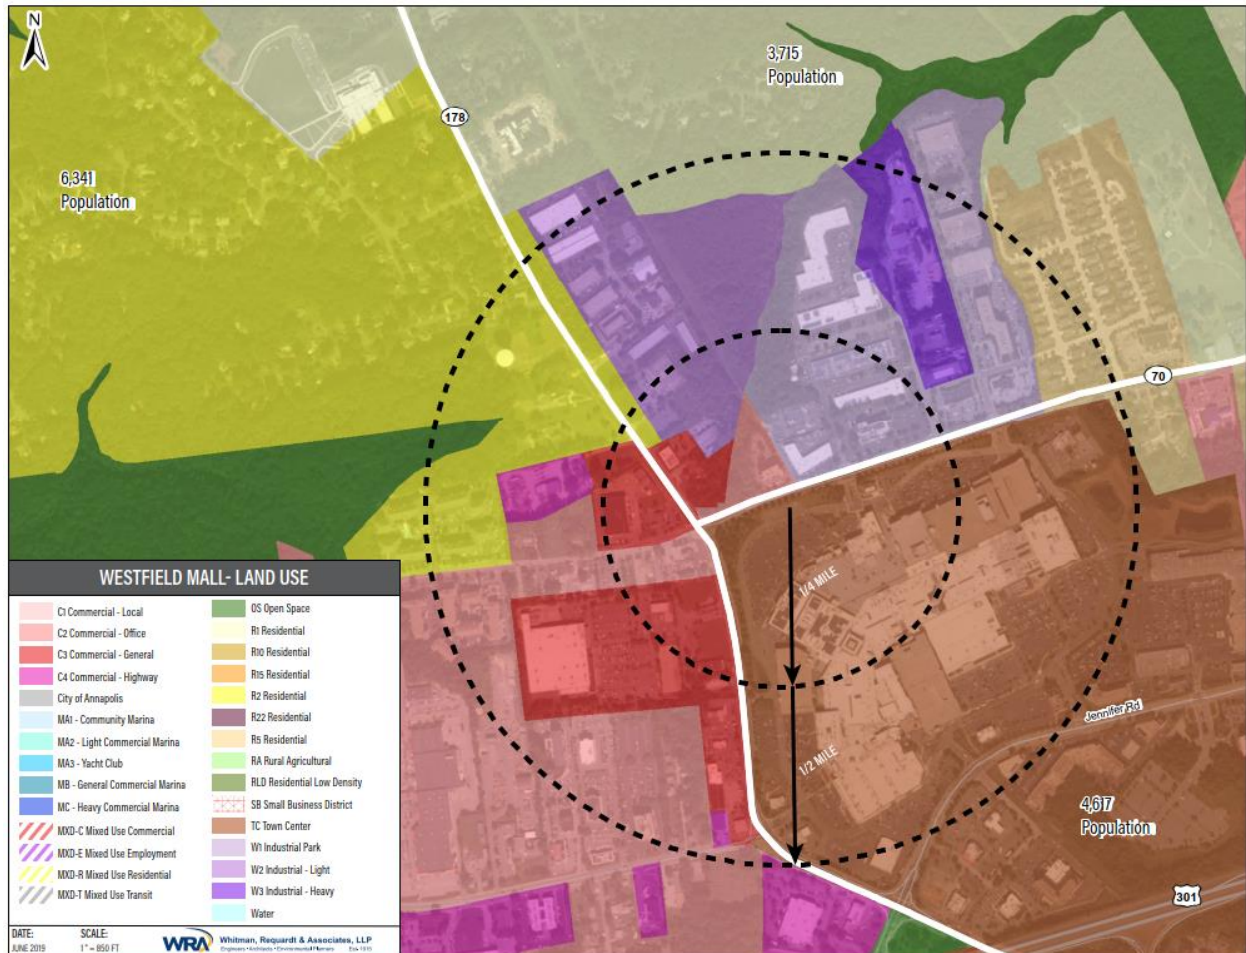 N
3,715
Population
178
6,341
Population
70
1/4 MILE
Jennifer Rd
1/2 MILE
4,617
Population
301
WESTFIELD MALL- LAND USE
C1 Commercial - Local
C2 Commercial - Office
C3 Commercial - General
C4 Commercial - Highway
City of Annapolis
MA1 - Community Marina
MA2 - Light Commercial Marina
MA3 - Yacht Club
MB - General Commercial Marina
MC - Heavy Commercial Marina
MXD-C Mixed Use Commercial
MXD-E Mixed Use Employment
MXD-R Mixed Use Residential
MXD-T Mixed Use Transit
OS Open Space
R1 Residential
R10 Residential
R15 Residential
R2 Residential
R22 Residential
R5 Residential
RA Rural Agricultural
RLD Residential Low Density
SB Small Business District
TC Town Center
W1 Industrial Park
W2 Industrial - Light
W3 Industrial - Heavy
Water
DATE:
JUNE 2019
SCALE:
1" = 850 FT
WRA
Whitman, Requardt & Associates, LLP
Engineers • Architects • Environmental Planners Est. 1915